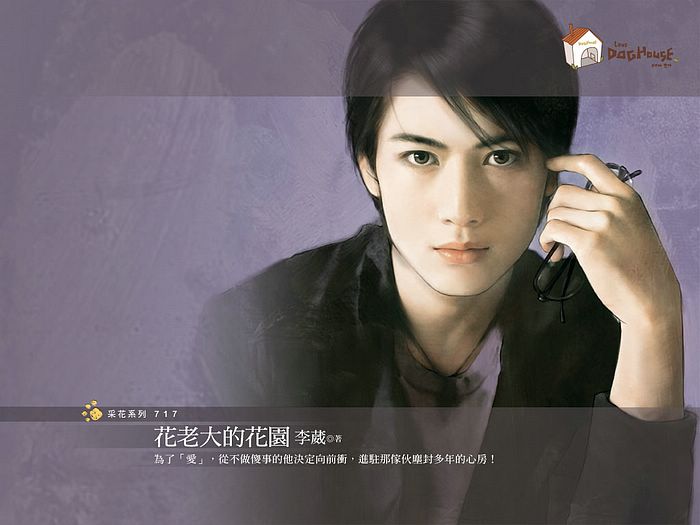 Love
DOGHOUSE
采花系列 717
花老大的花園 李葳◎著
為了「愛」，從不做傻事的他決定向前衝，進駐那傢伙塵封多年的心房！